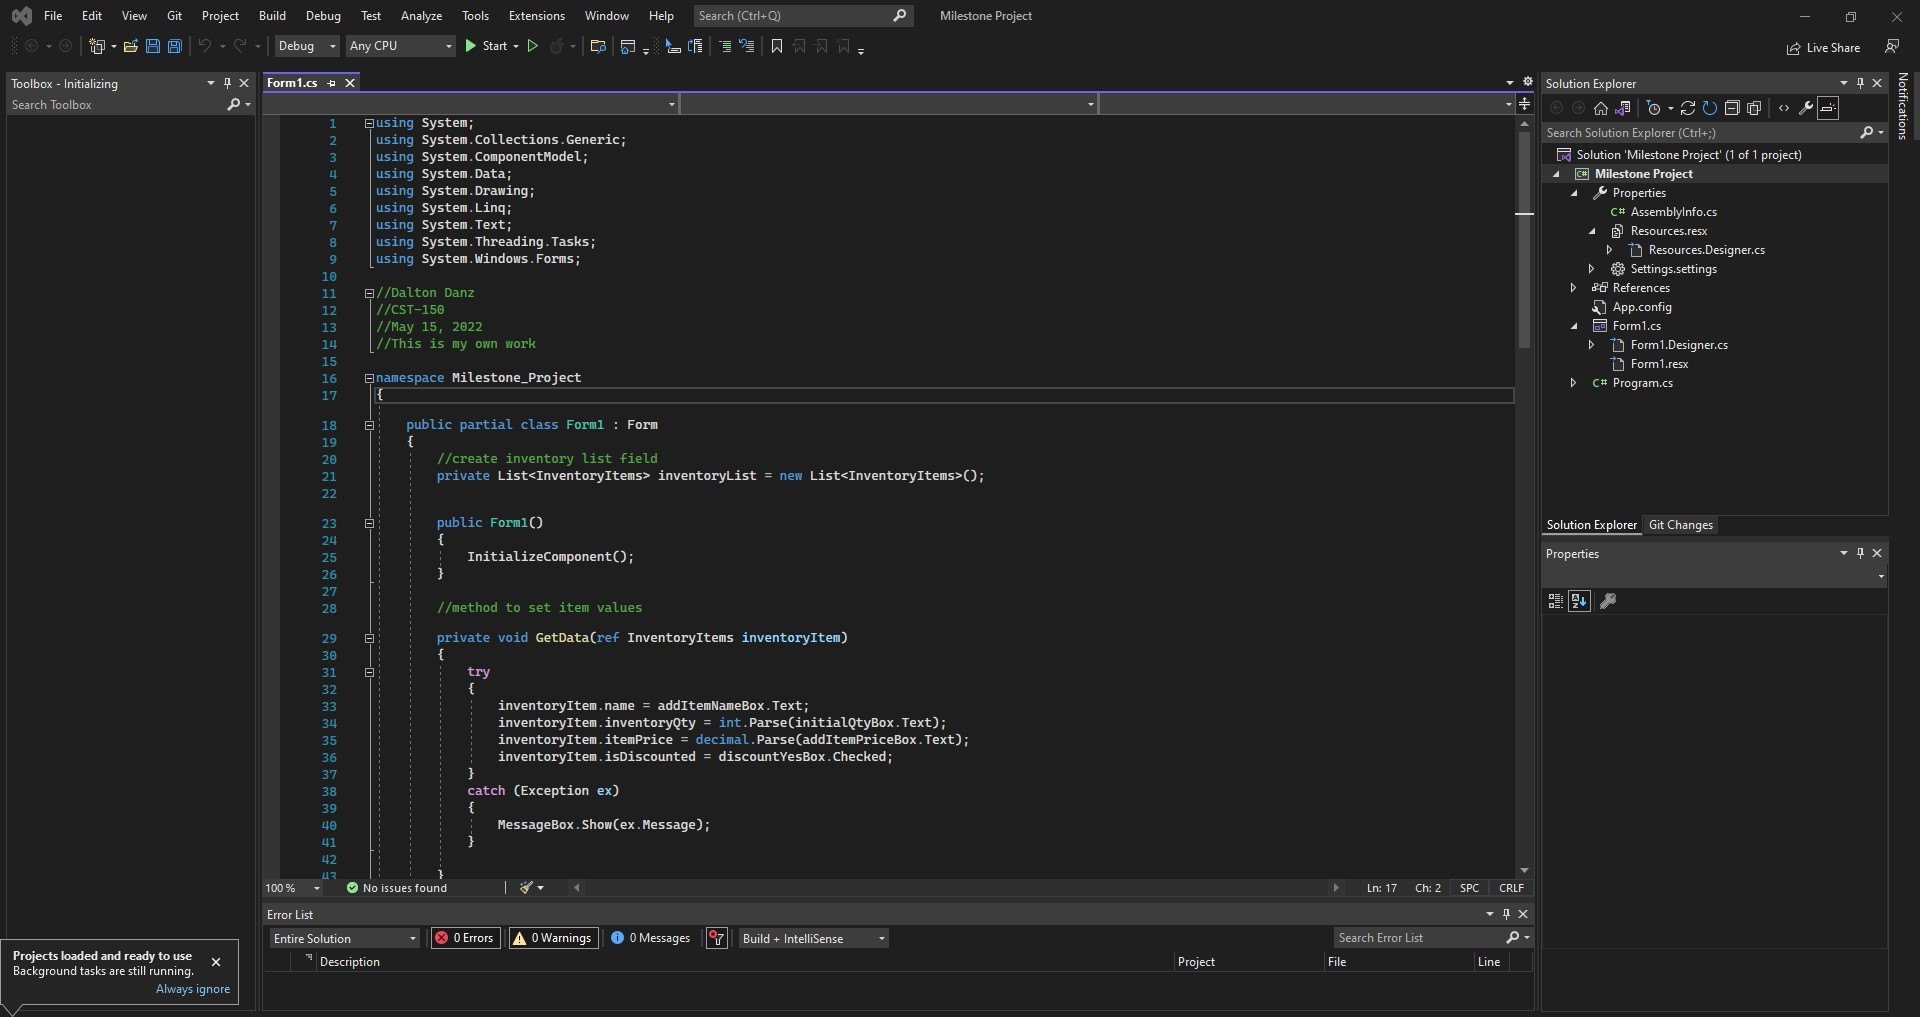 File Edit View Git Project Build Debug Test Analyze Tools Extensions Window Help Search (Ctrl+Q) Milestone Project
Debug Any CPU Start Live Share
Toolbox - Initializing
Search Toolbox
Form1.cs
1 using System;
2 using System.Collections.Generic;
3 using System.ComponentModel;
4 using System.Data;
5 using System.Drawing;
6 using System.Linq;
7 using System.Text;
8 using System.Threading.Tasks;
9 using System.Windows.Forms;
10
11 //Dalton Danz
12 //CST-150
13 //May 15, 2022
14 //This is my own work
15
16 namespace Milestone_Project
17 {
18 public partial class Form1 : Form
19 {
20 //create inventory list field
21 private List<InventoryItems> inventoryList = new List<InventoryItems>();
22
23 public Form1()
24 {
25 InitializeComponent();
26 }
27
28 //method to set item values
29 private void GetData(ref InventoryItems inventoryItem)
30 {
31 try
32 {
33 inventoryItem.name = addItemNameBox.Text;
34 inventoryItem.inventoryQty = int.Parse(initialQtyBox.Text);
35 inventoryItem.itemPrice = decimal.Parse(addItemPriceBox.Text);
36 inventoryItem.isDiscounted = discountYesBox.Checked;
37 }
38 catch (Exception ex)
39 {
40 MessageBox.Show(ex.Message);
41 }
42
43 }
100 % No issues found Ln: 17 Ch: 2 SPC CRLF
Error List
Entire Solution 0 Errors 0 Warnings 0 Messages Build + IntelliSense Search Error List
Description Project File Line
Projects loaded and ready to use
Background tasks are still running.
Always ignore
Solution Explorer
Search Solution Explorer (Ctrl+;)
Solution 'Milestone Project' (1 of 1 project)
C# Milestone Project
Properties
C# AssemblyInfo.cs
Resources.resx
Resources.Designer.cs
Settings.settings
References
App.config
Form1.cs
Form1.Designer.cs
Form1.resx
C# Program.cs
Solution Explorer Git Changes
Properties
Notifications